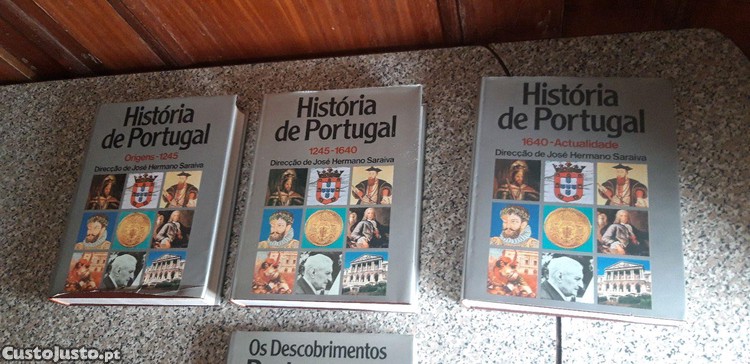 História
de Portugal
Origens-1245
Direcção de José Hermano Saraiva
História
de Portugal
1245-1640
Direcção de José Hermano Saraiva
História
de Portugal
1640-Actualidade
Direcção de José Hermano Saraiva
Os Descobrimentos
CustoJusto.pt